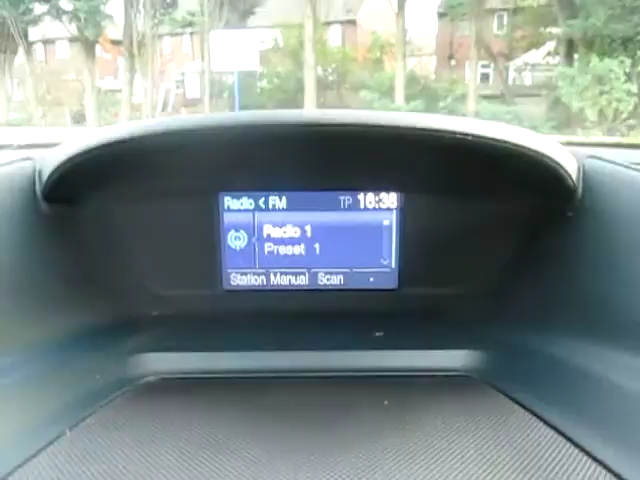 Radio < FM TP 16:38
Radio 1
Preset 1
Station Manual Scan